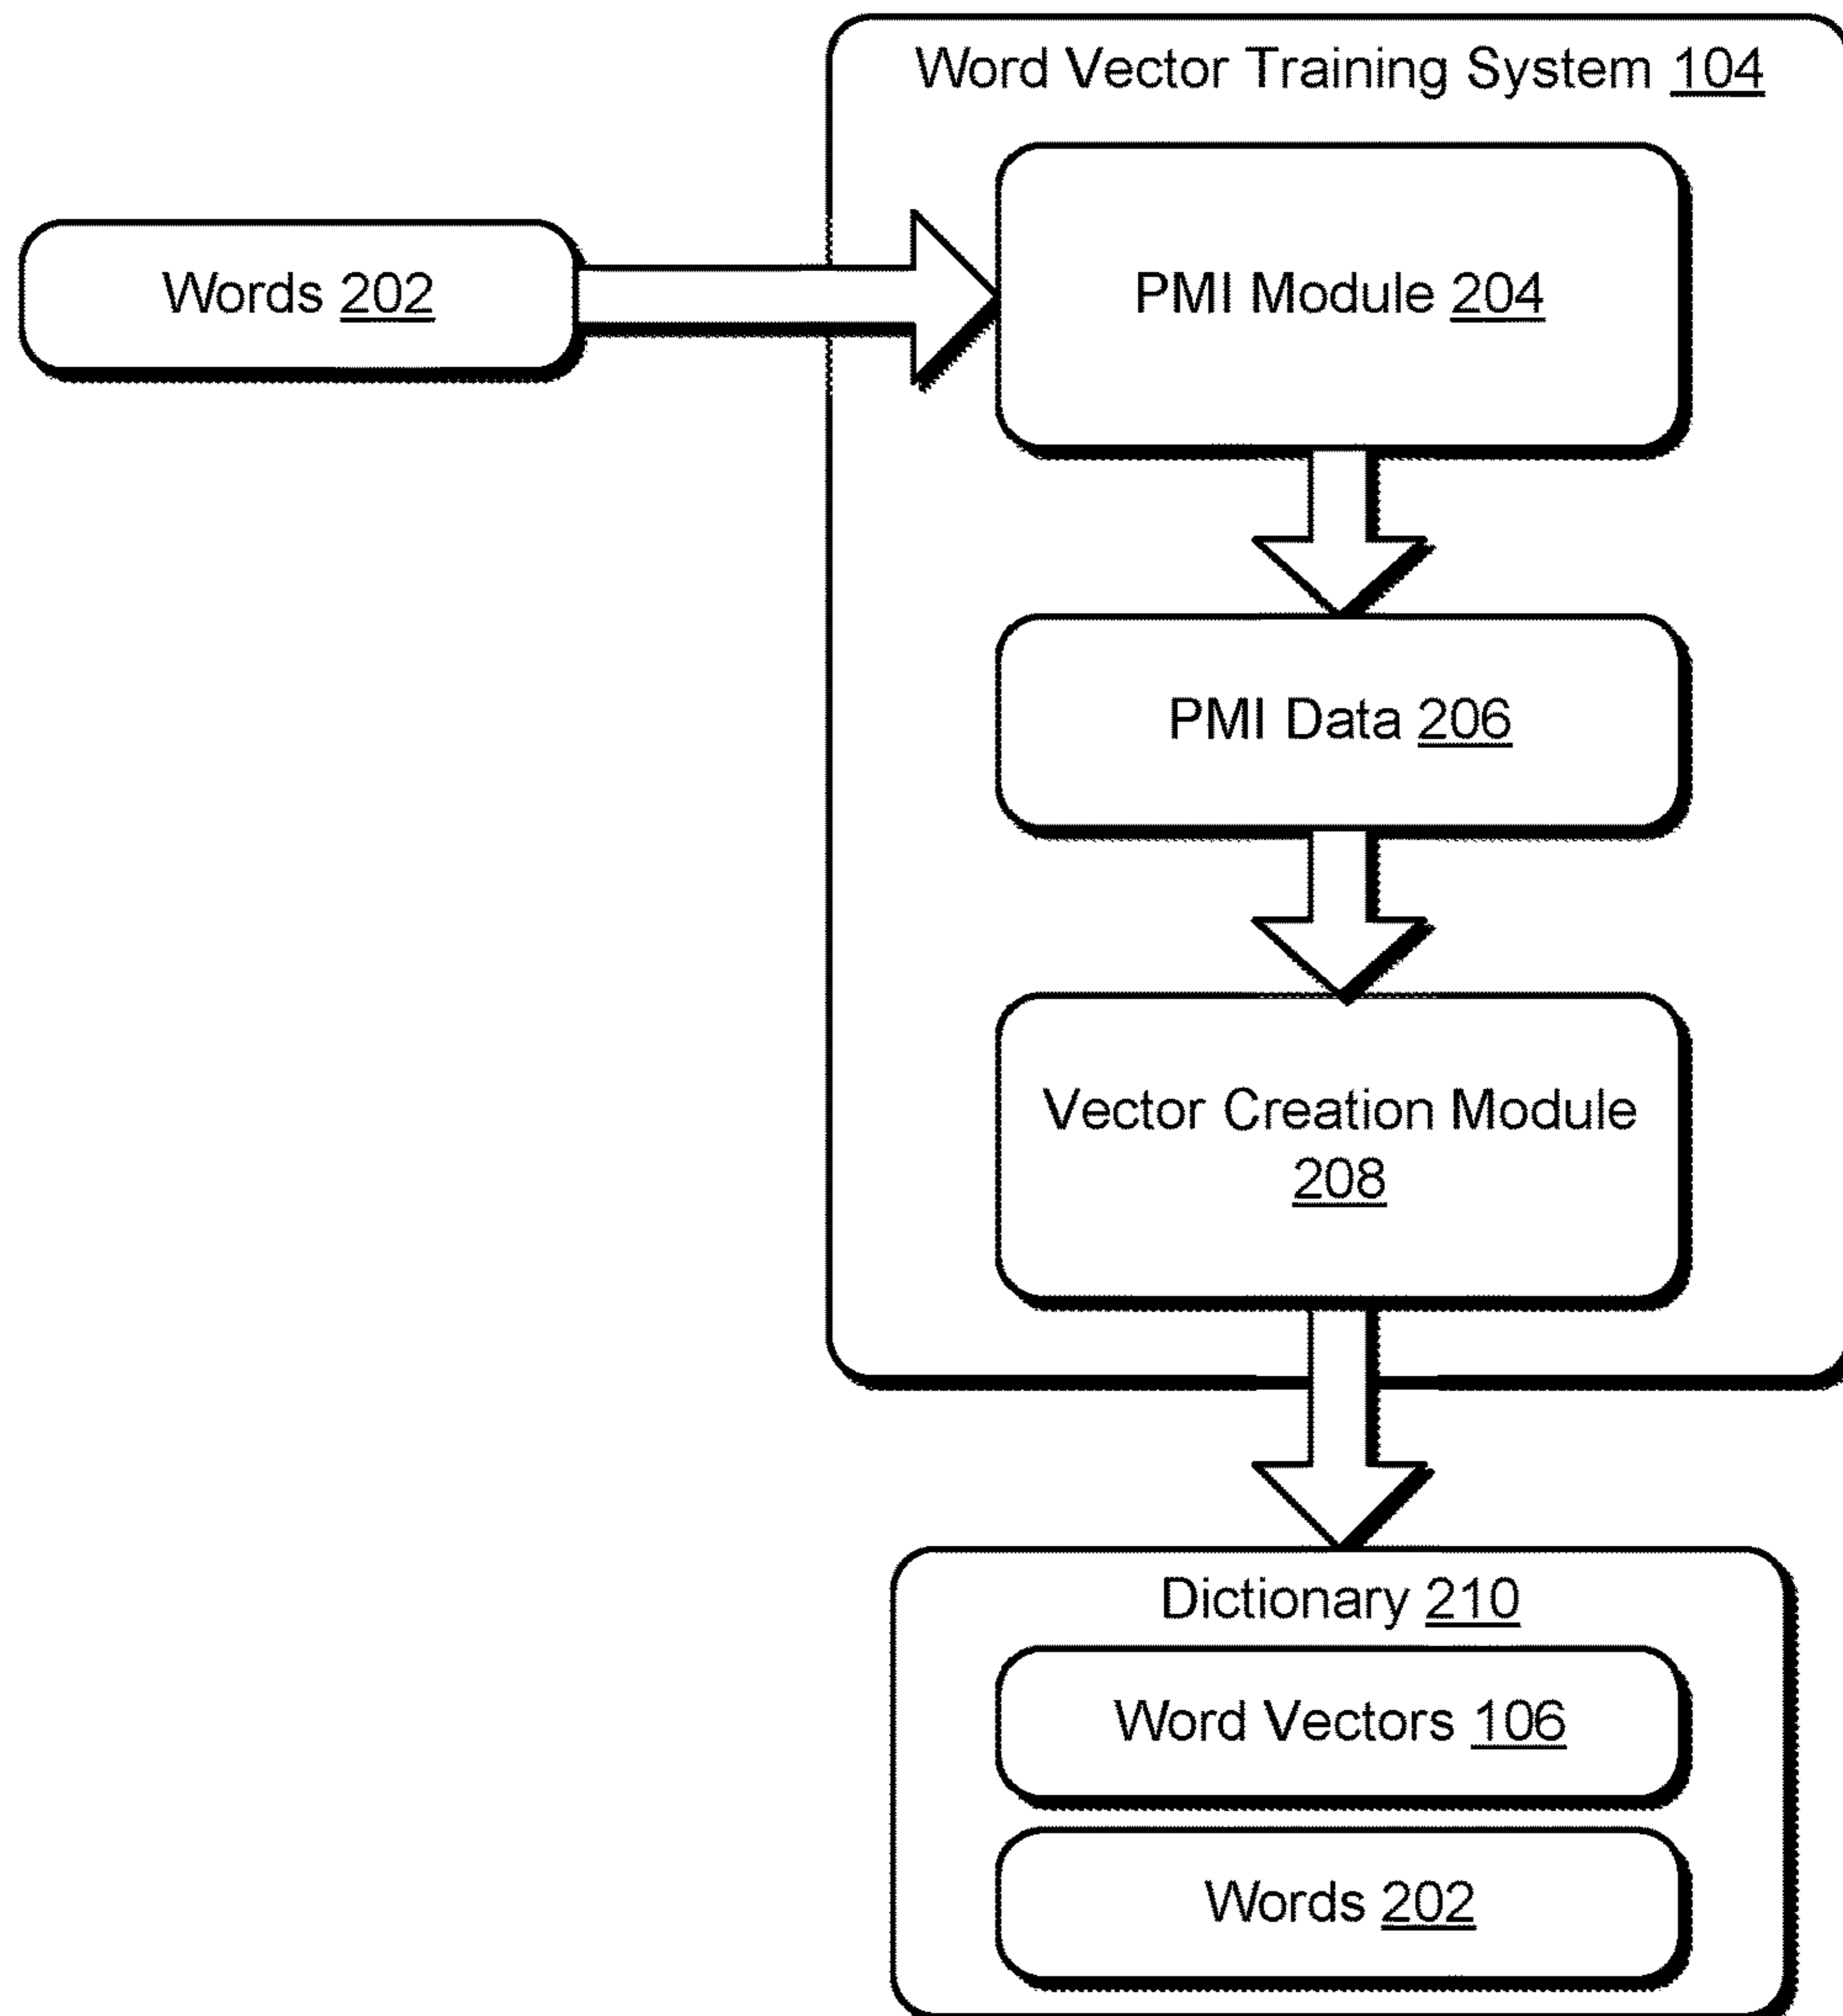 Word Vector Training System 104
Words 202
PMI Module 204
PMI Data 206
Vector Creation Module
208
Dictionary 210
Word Vectors 106
Words 202